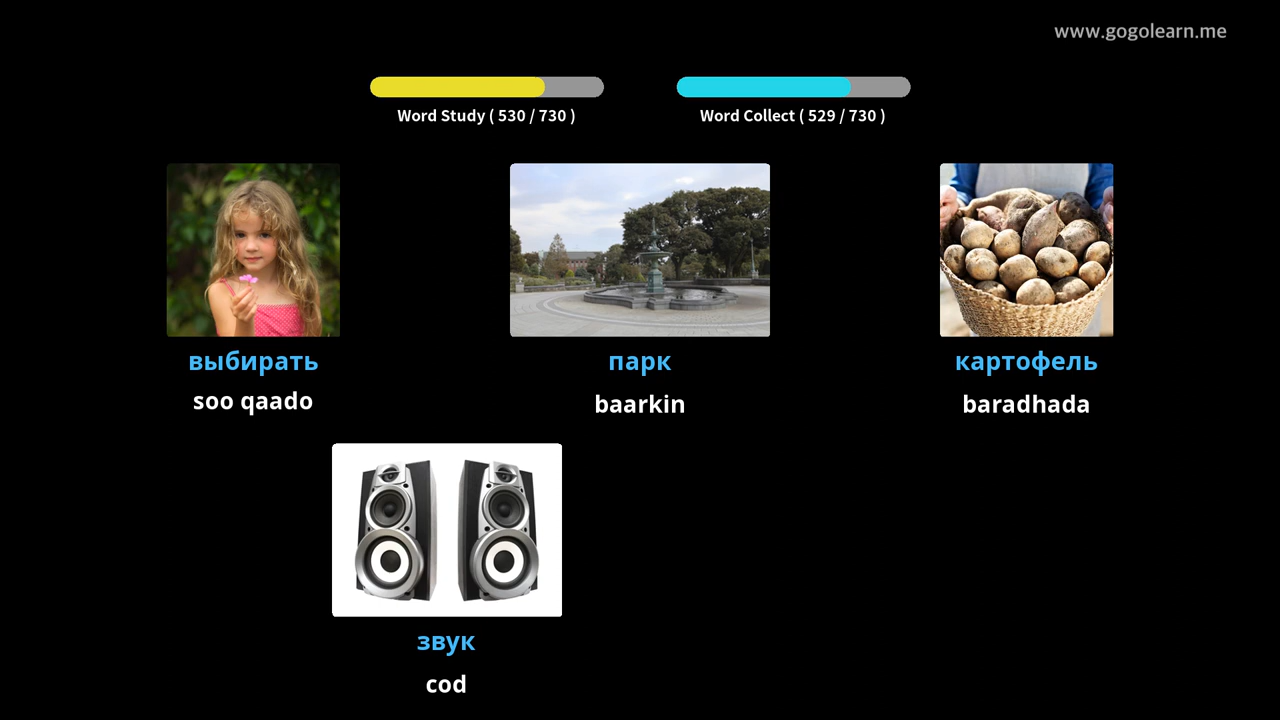 www.gogolearn.me
Word Study ( 530 / 730 )
Word Collect ( 529 / 730 )
выбирать
парк
картофель
soo qaado
baarkin
baradhada
звук
cod